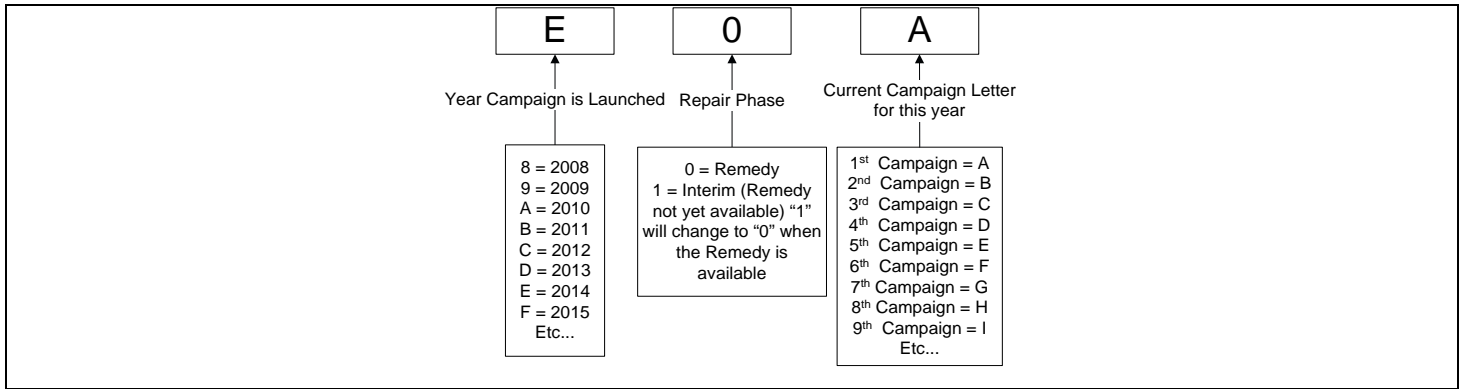 E
0
A
Year Campaign is Launched
Repair Phase
Current Campaign Letter
for this year
8 = 2008
9 = 2009
A = 2010
B = 2011
C = 2012
D = 2013
E = 2014
F = 2015
Etc...
0 = Remedy
1 = Interim (Remedy
not yet available) “1”
will change to “0” when
the Remedy is
available
1st Campaign = A
2nd Campaign = B
3rd Campaign = C
4th Campaign = D
5th Campaign = E
6th Campaign = F
7th Campaign = G
8th Campaign = H
9th Campaign = I
Etc...